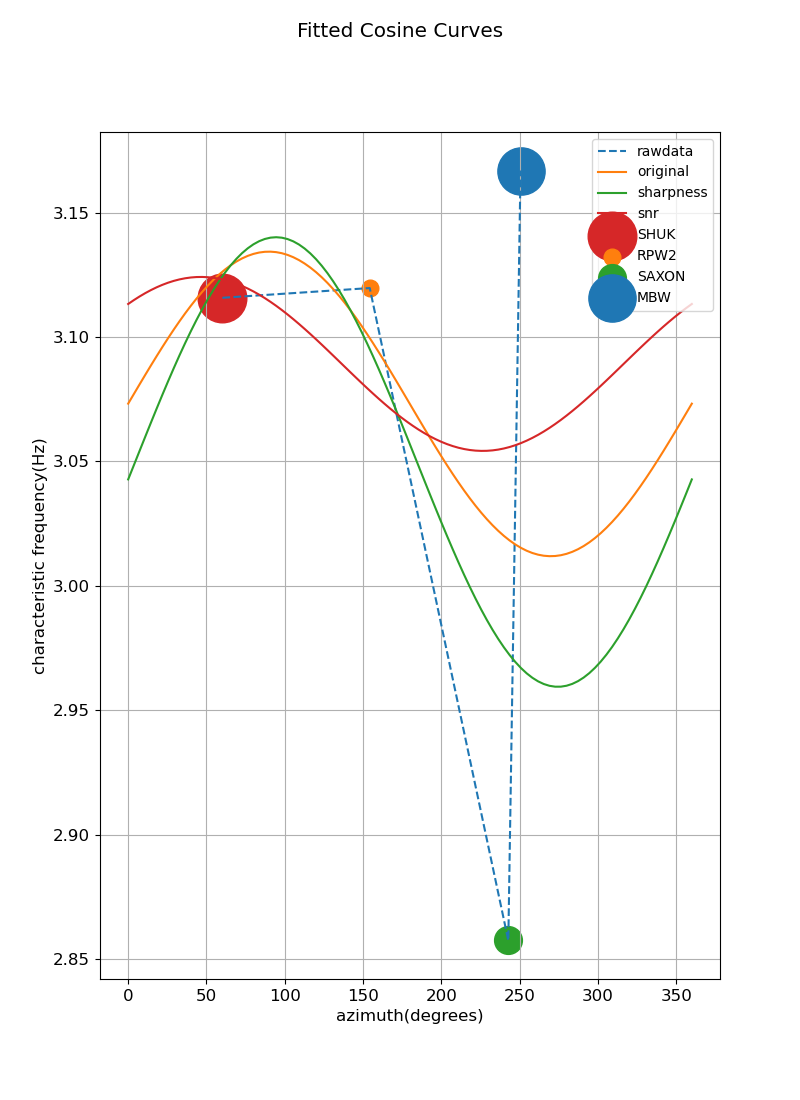 Fitted Cosine Curves
rawdata
original
sharpness
snr
SHUK
RPW2
SAXON
MBW
3.15
3.10
3.05
3.00
2.95
2.90
2.85
characteristic frequency(Hz)
0 50 100 150 200 250 300 350
azimuth(degrees)